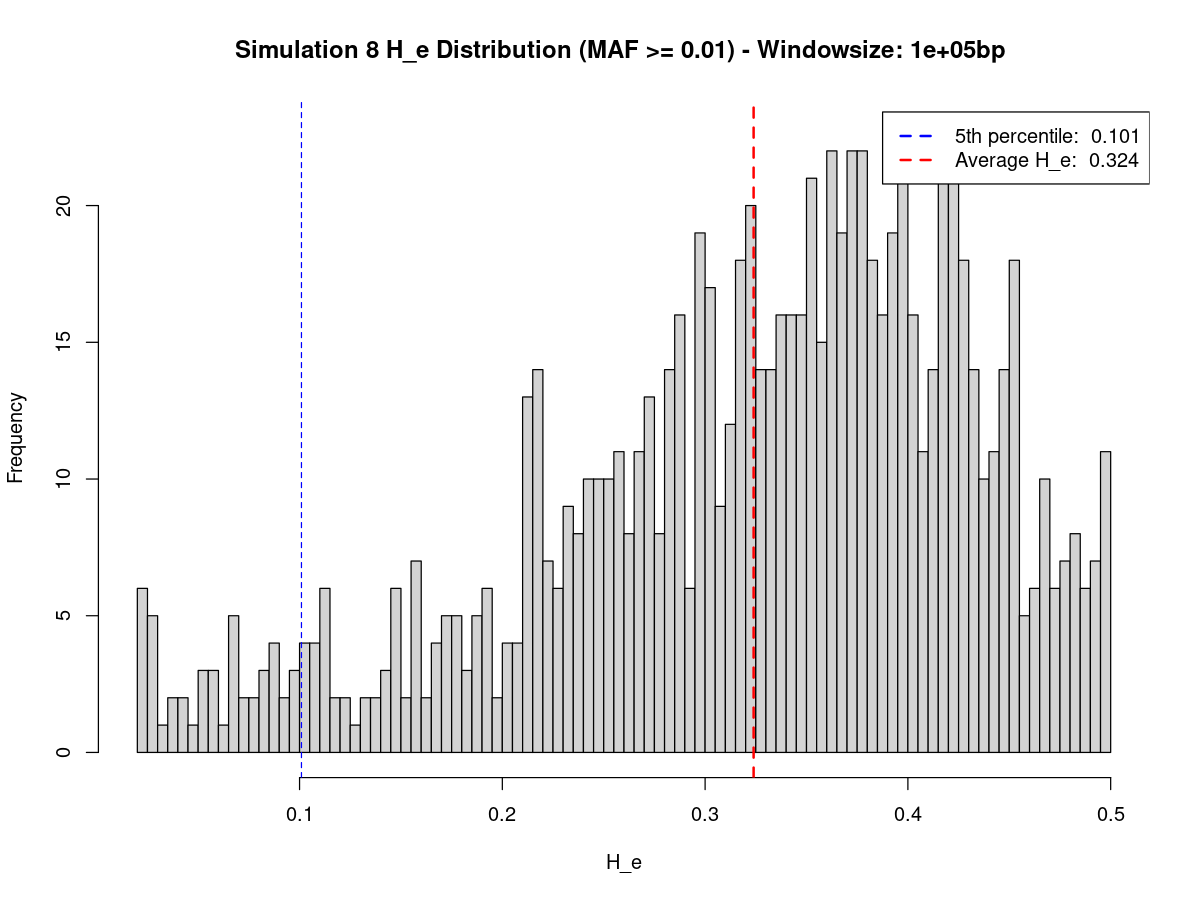 Simulation 8 H_e Distribution (MAF >= 0.01) - Windowsize: 1e+05bp
5th percentile: 0.101
Average H_e: 0.324
Frequency
20
15
10
5
0
0.1 0.2 0.3 0.4 0.5
H_e